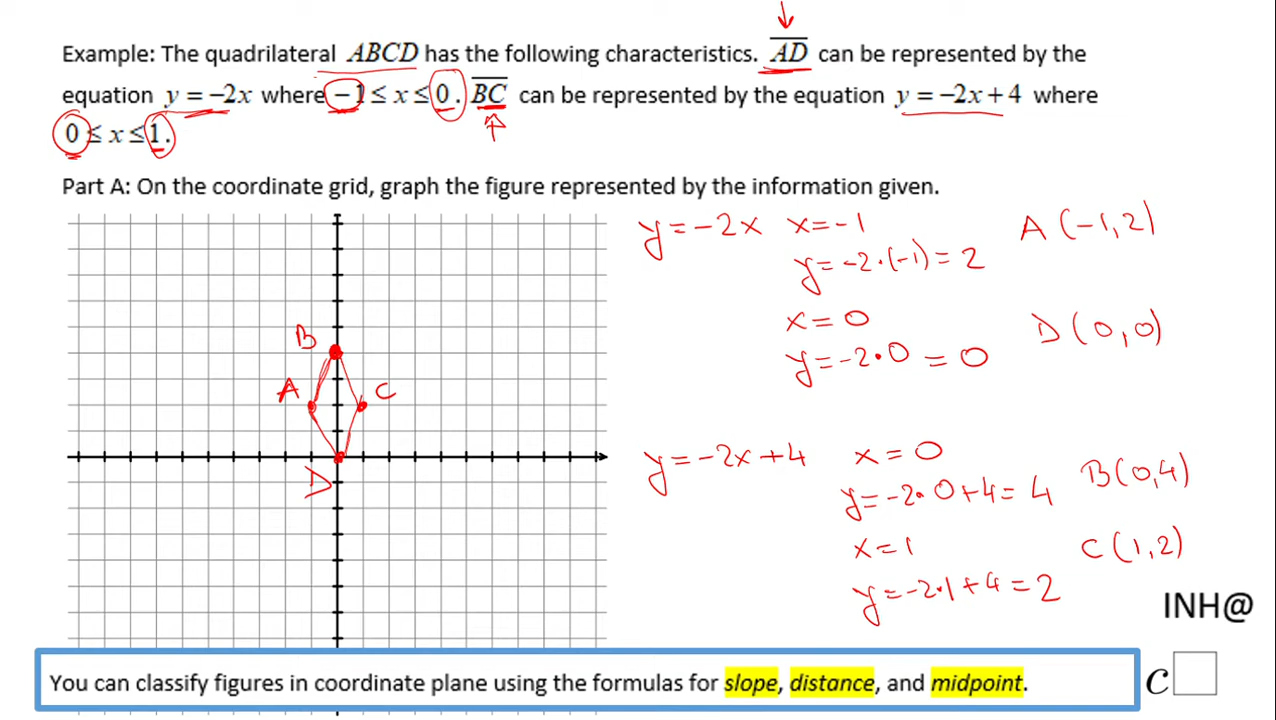 Example: The quadrilateral ABCD has the following characteristics. AD can be represented by the
equation y = −2x where −1 ≤ x ≤ 0. BC can be represented by the equation y = −2x + 4 where
0 ≤ x ≤ 1.
Part A: On the coordinate grid, graph the figure represented by the information given.
y = −2x x = −1 A (−1, 2)
y = −2·(−1) = 2
x = 0 D (0, 0)
y = −2·0 = 0
B
A C
D
y = −2x + 4 x = 0 B (0, 4)
y = −2·0 + 4 = 4
x = 1 C (1, 2)
y = −2·1 + 4 = 2
INH@
You can classify figures in coordinate plane using the formulas for slope, distance, and midpoint.
c